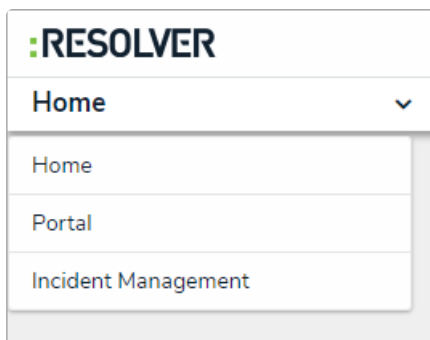 :RESOLVER
Home
Home
Portal
Incident Management